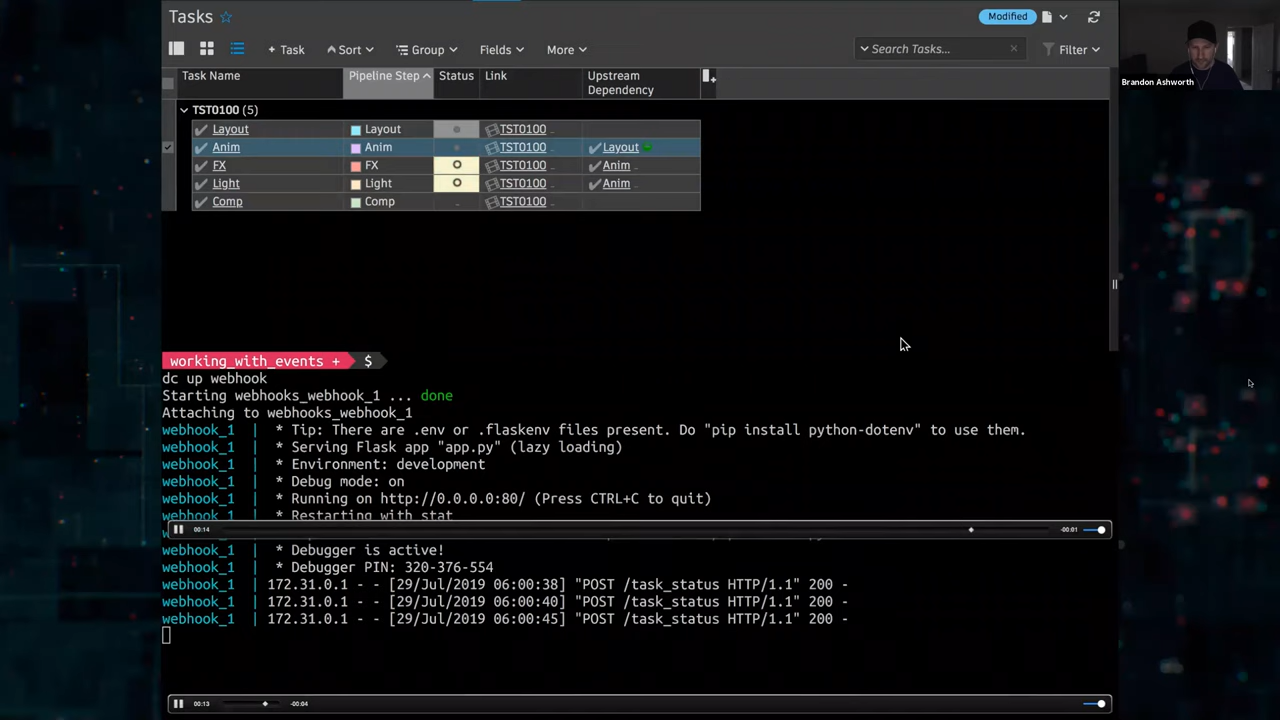 Tasks
Modified
+ Task
Sort
Group
Fields
More
Search Tasks...
Filter
Brandon Ashworth
Task Name Pipeline Step Status Link Upstream Dependency
TST0100 (5)
Layout Layout TST0100
Anim Anim TST0100 Layout
FX FX TST0100 Anim
Light Light TST0100 Anim
Comp Comp TST0100
working_with_events + $
dc up webhook
Starting webhooks_webhook_1 ... done
Attaching to webhooks_webhook_1
webhook_1 | * Tip: There are .env or .flaskenv files present. Do "pip install python-dotenv" to use them.
webhook_1 | * Serving Flask app "app.py" (lazy loading)
webhook_1 | * Environment: development
webhook_1 | * Debug mode: on
webhook_1 | * Running on http://0.0.0.0:80/ (Press CTRL+C to quit)
webhook_1 | * Restarting with stat
00:14 -00:01
webhook_1 | * Debugger is active!
webhook_1 | * Debugger PIN: 320-376-554
webhook_1 | 172.31.0.1 - - [29/Jul/2019 06:00:38] "POST /task_status HTTP/1.1" 200 -
webhook_1 | 172.31.0.1 - - [29/Jul/2019 06:00:40] "POST /task_status HTTP/1.1" 200 -
webhook_1 | 172.31.0.1 - - [29/Jul/2019 06:00:45] "POST /task_status HTTP/1.1" 200 -
00:13 -00:04